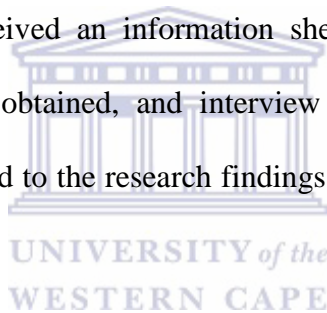 eived an information she
obtained, and interview
d to the research findings
UNIVERSITY of the
WESTERN CAPE